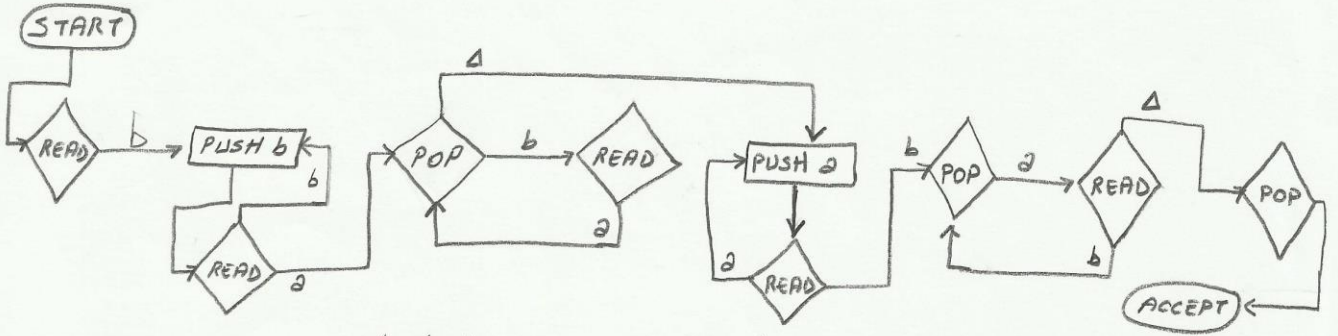 START
Δ
Δ
READ b PUSH b
b
POP b READ
PUSH a
b POP a READ
POP
READ a
a
a READ
b
ACCEPT